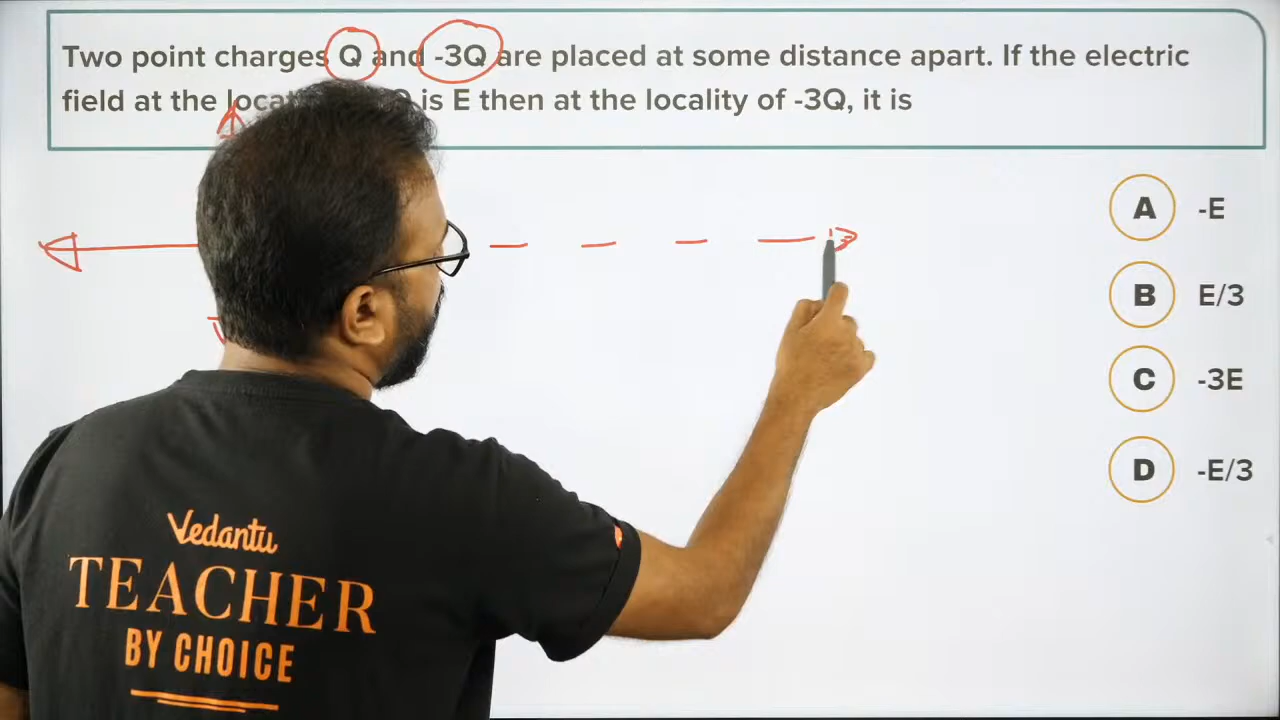 Two point charges Q and -3Q are placed at some distance apart. If the electric
field at the is E then at the locality of -3Q, it is
A -E
B E/3
C -3E
D -E/3
Vedantu
TEACHER
BY CHOICE